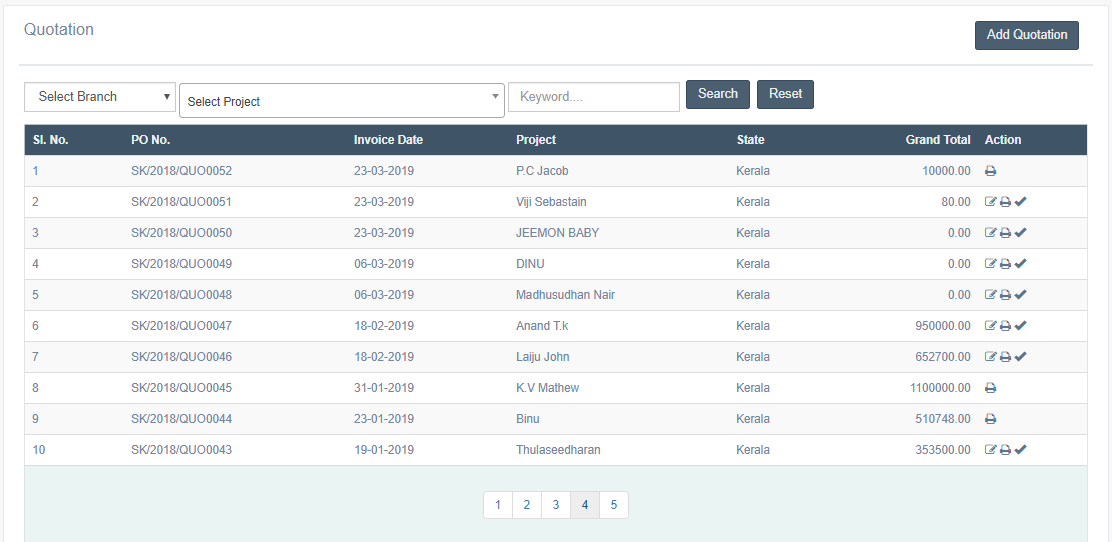 Quotation
Add Quotation
Select Branch Select Project Keyword.... Search Reset
Sl. No. PO No. Invoice Date Project State Grand Total Action
1 SK/2018/QUO0052 23-03-2019 P.C Jacob Kerala 10000.00
2 SK/2018/QUO0051 23-03-2019 Viji Sebastain Kerala 80.00
3 SK/2018/QUO0050 23-03-2019 JEEMON BABY Kerala 0.00
4 SK/2018/QUO0049 06-03-2019 DINU Kerala 0.00
5 SK/2018/QUO0048 06-03-2019 Madhusudhan Nair Kerala 0.00
6 SK/2018/QUO0047 18-02-2019 Anand T.k Kerala 950000.00
7 SK/2018/QUO0046 18-02-2019 Laiju John Kerala 652700.00
8 SK/2018/QUO0045 31-01-2019 K.V Mathew Kerala 1100000.00
9 SK/2018/QUO0044 23-01-2019 Binu Kerala 510748.00
10 SK/2018/QUO0043 19-01-2019 Thulaseedharan Kerala 353500.00
1 2 3 4 5